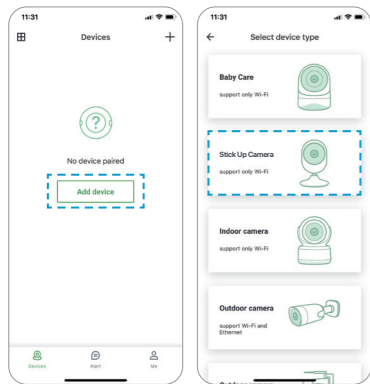 11:31
Devices
?
No device paired
Add device
Devices
Alert
Me
11:31
Select device type
Baby Care
support only Wi-Fi
Stick Up Camera
support only Wi-Fi
Indoor camera
support only Wi-Fi
Outdoor camera
support Wi-Fi and
Ethernet